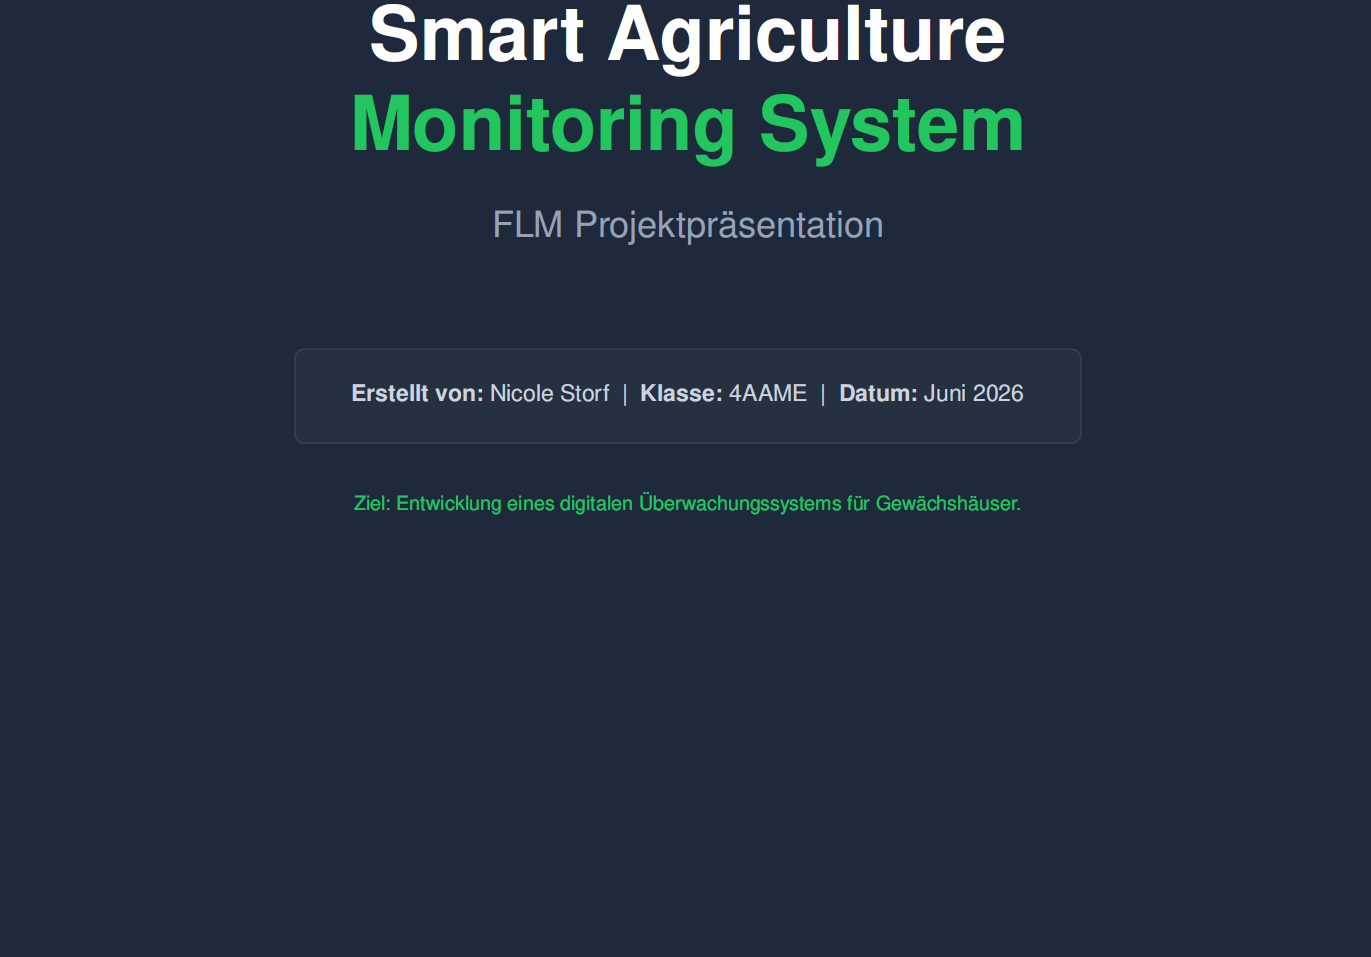 Smart Agriculture
Monitoring System
FLM Projektpräsentation
Erstellt von: Nicole Storf | Klasse: 4AAME | Datum: Juni 2026
Ziel: Entwicklung eines digitalen Überwachungssystems für Gewächshäuser.